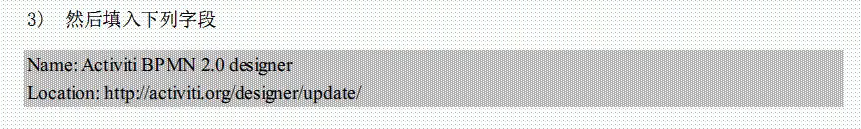 3） 然后填入下列字段
Name: Activiti BPMN 2.0 designer
Location: http://activiti.org/designer/update/